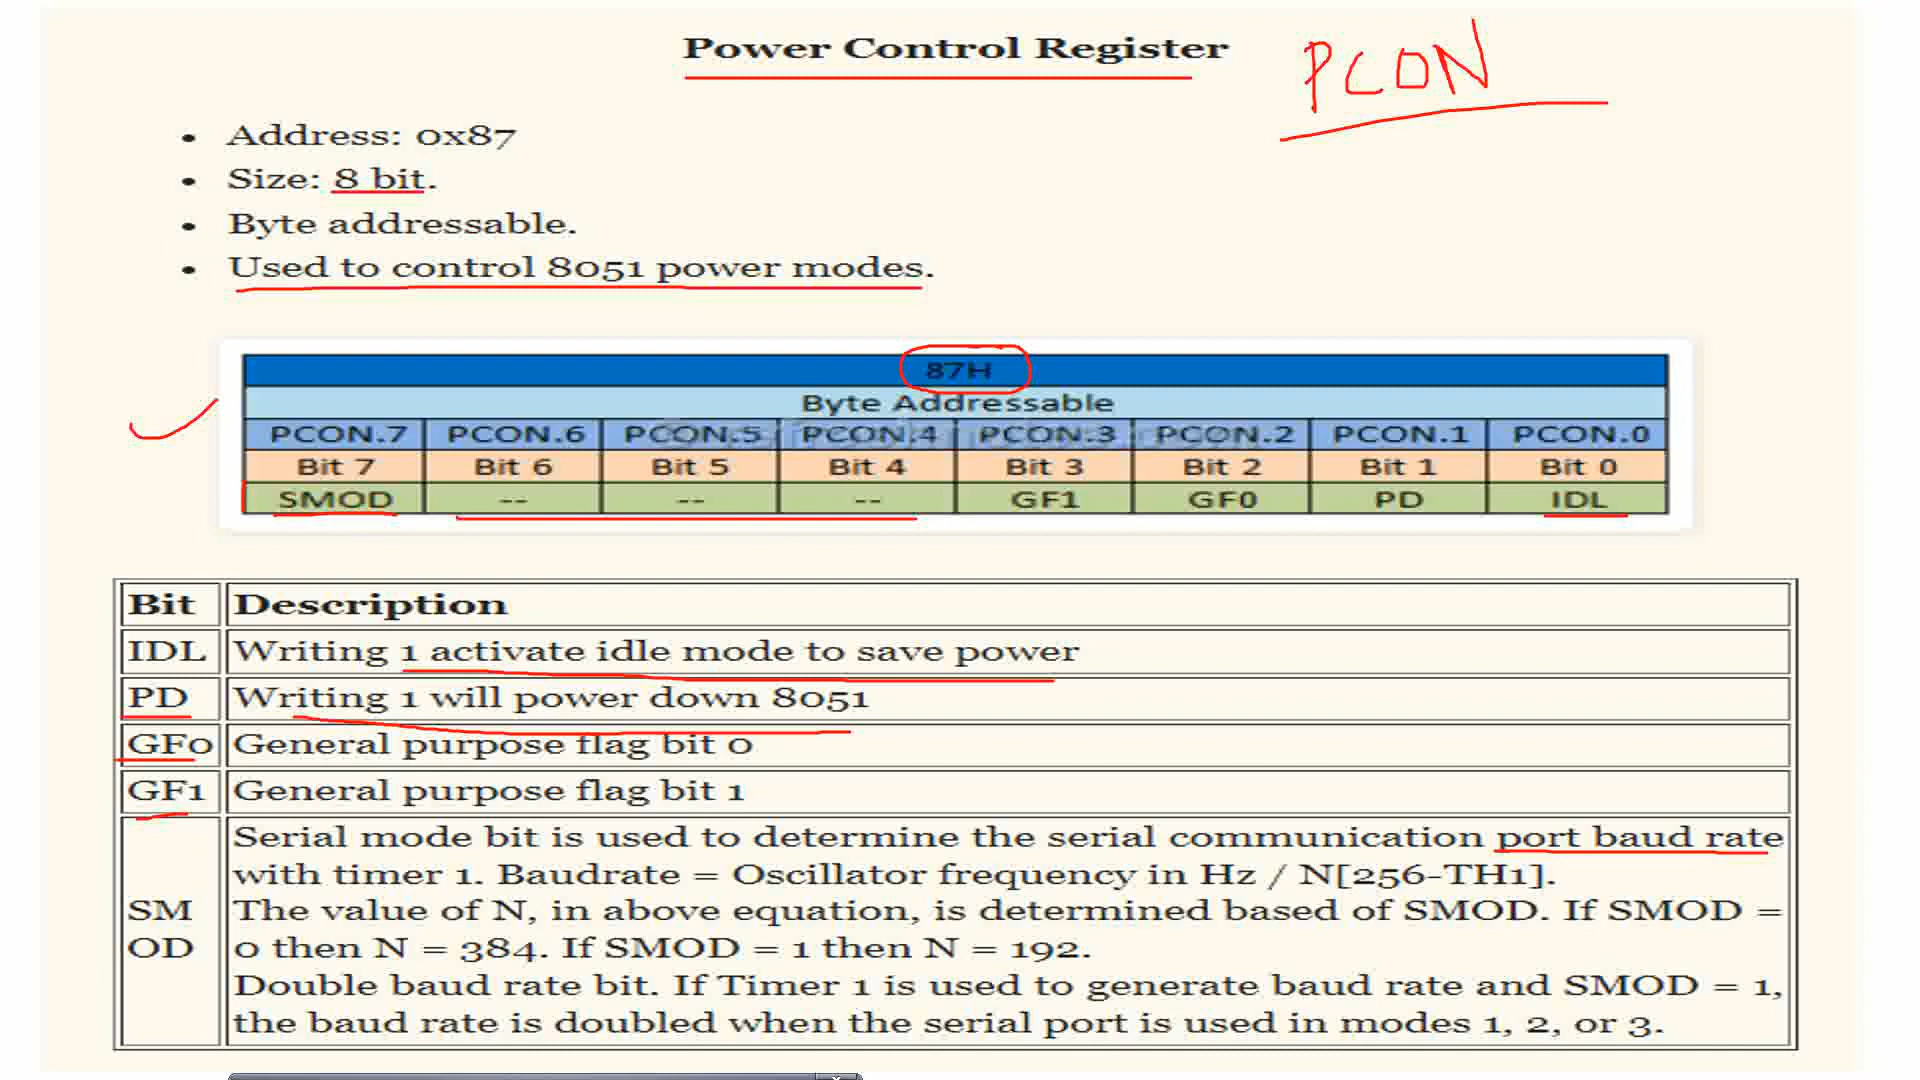 Power Control Register
PCON
Address: 0x87
Size: 8 bit.
Byte addressable.
Used to control 8051 power modes.
87H
Byte Addressable
PCON.7 PCON.6 PCON.5 PCON.4 PCON.3 PCON.2 PCON.1 PCON.0
Bit 7 Bit 6 Bit 5 Bit 4 Bit 3 Bit 2 Bit 1 Bit 0
SMOD -- -- -- GF1 GF0 PD IDL
Bit Description
IDL Writing 1 activate idle mode to save power
PD Writing 1 will power down 8051
GF0 General purpose flag bit 0
GF1 General purpose flag bit 1
SM
OD
Serial mode bit is used to determine the serial communication port baud rate
with timer 1. Baudrate = Oscillator frequency in Hz / N[256-TH1].
The value of N, in above equation, is determined based of SMOD. If SMOD =
0 then N = 384. If SMOD = 1 then N = 192.
Double baud rate bit. If Timer 1 is used to generate baud rate and SMOD = 1,
the baud rate is doubled when the serial port is used in modes 1, 2, or 3.